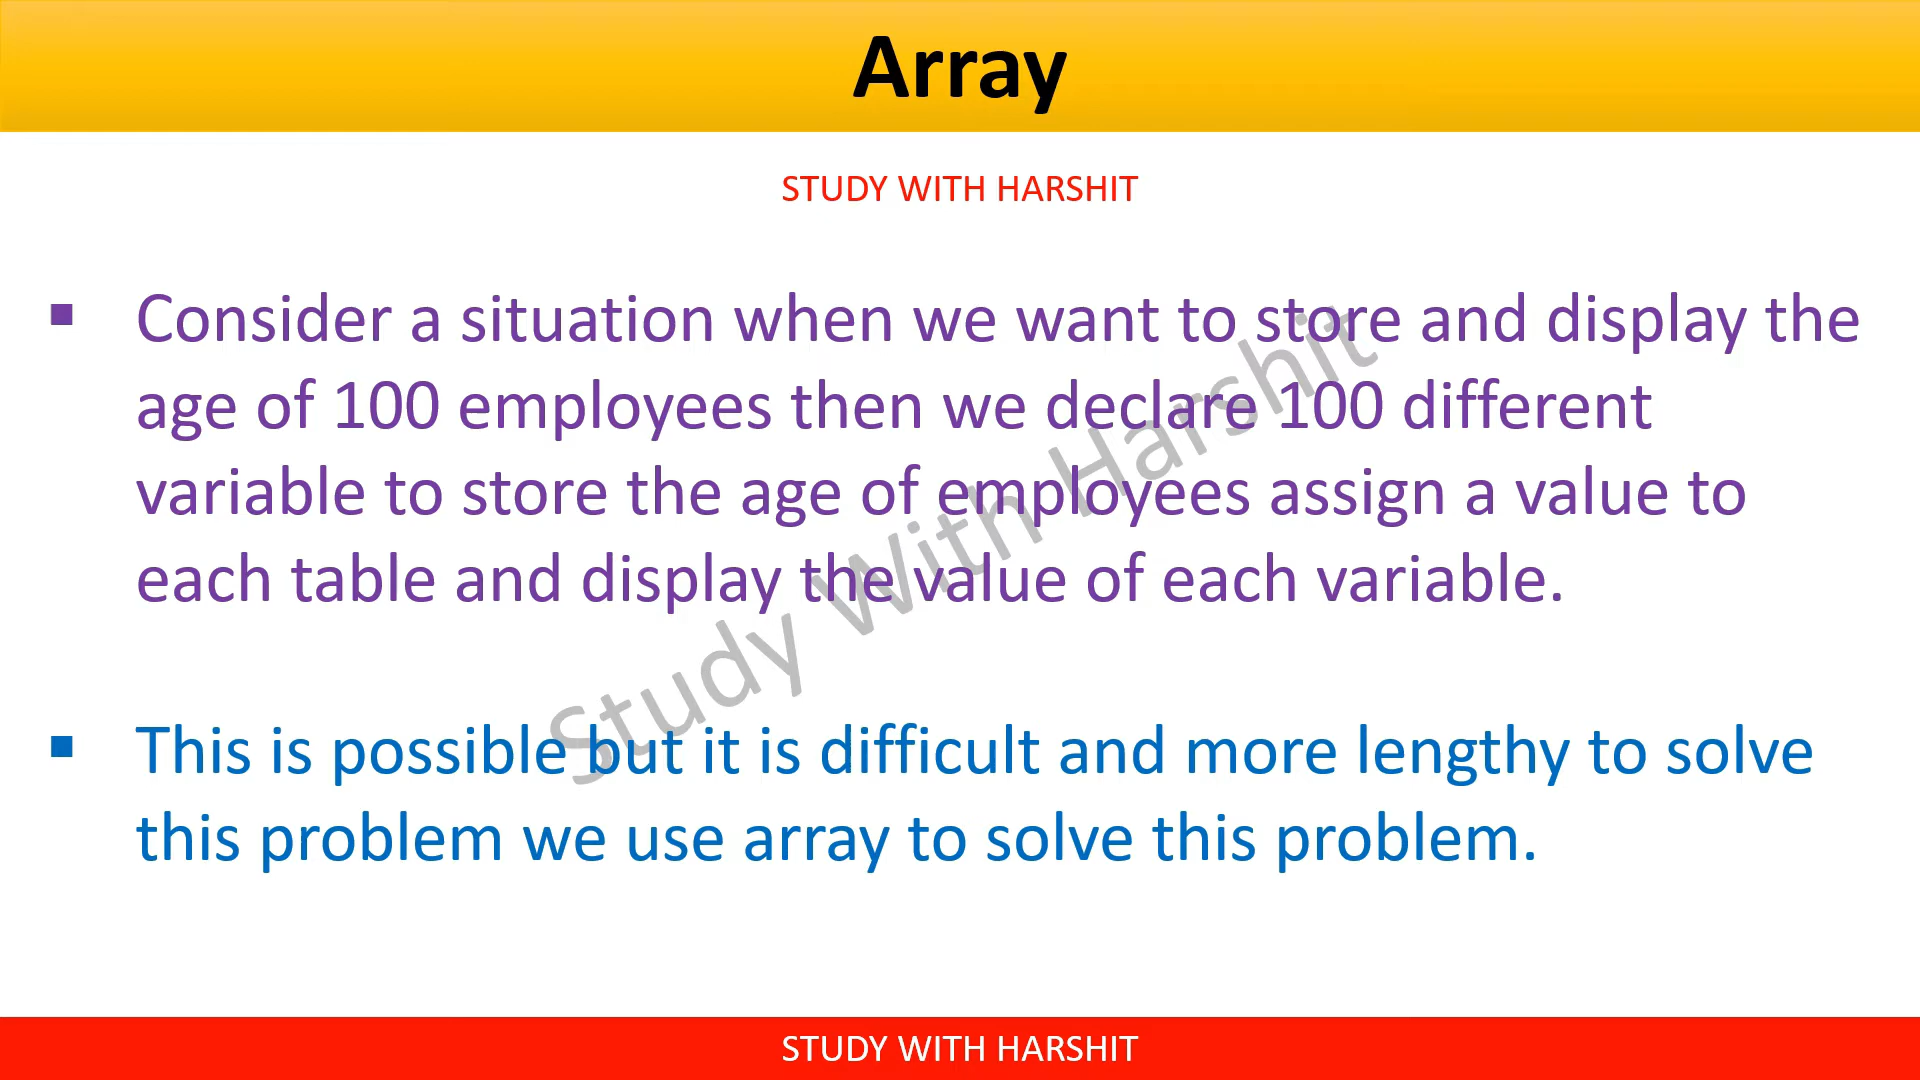 Array
STUDY WITH HARSHIT
▪ Consider a situation when we want to store and display the
age of 100 employees then we declare 100 different
variable to store the age of employees assign a value to
each table and display the value of each variable.
▪ This is possible but it is difficult and more lengthy to solve
this problem we use array to solve this problem.
Study With Harshit
STUDY WITH HARSHIT